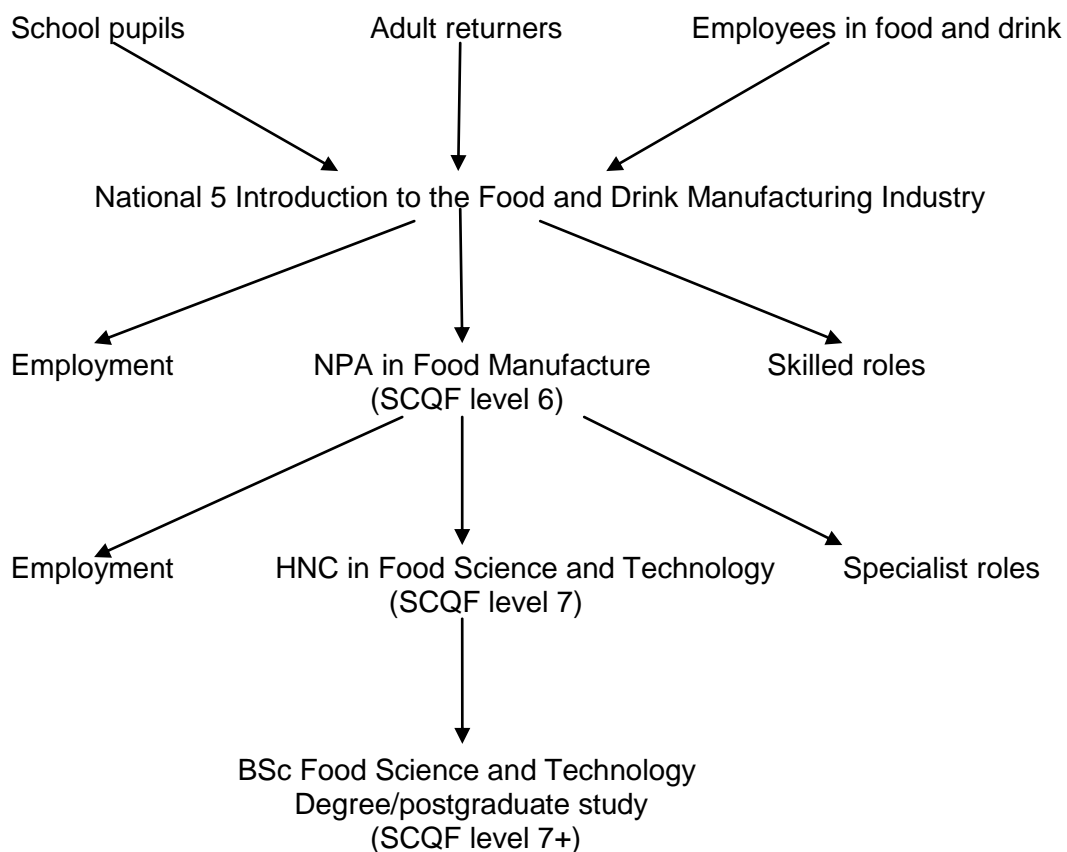 School pupils Adult returners Employees in food and drink
National 5 Introduction to the Food and Drink Manufacturing Industry
Employment NPA in Food Manufacture Skilled roles
(SCQF level 6)
Employment HNC in Food Science and Technology Specialist roles
(SCQF level 7)
BSc Food Science and Technology
Degree/postgraduate study
(SCQF level 7+)